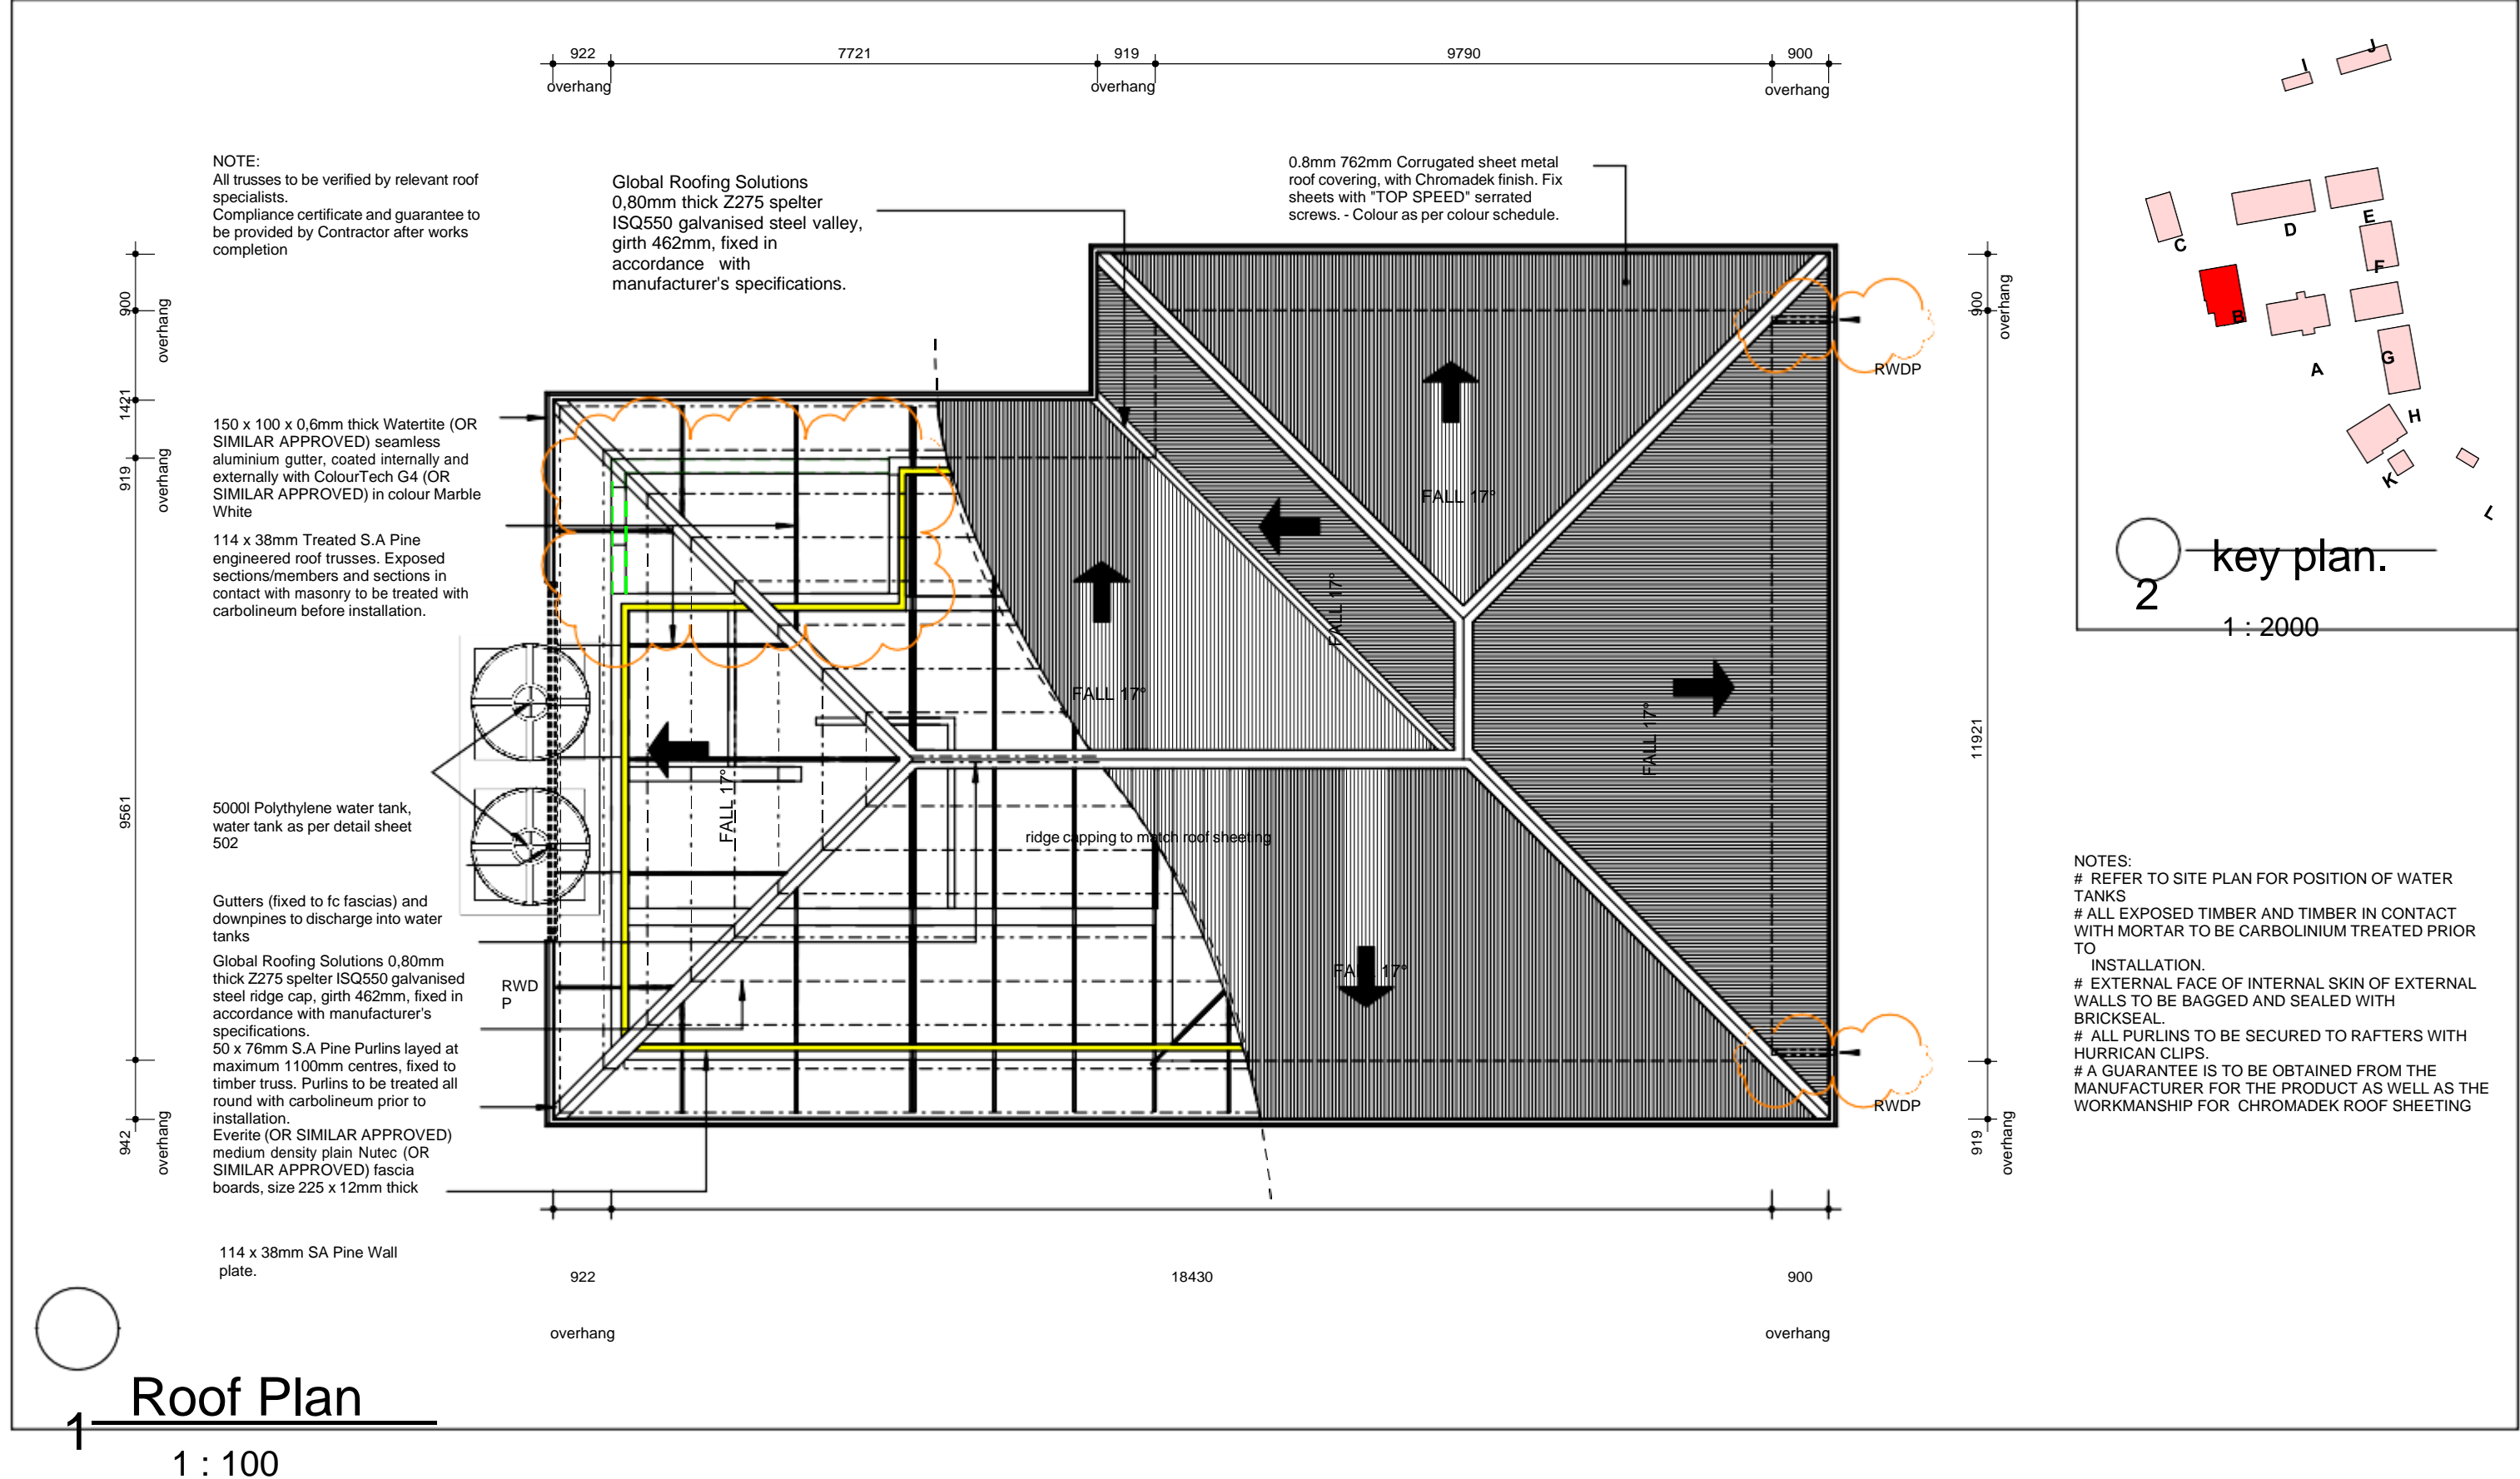 922
7721
919
9790
900
overhang
overhang
overhang
NOTE:
All trusses to be verified by relevant roof
specialists.
Compliance certificate and guarantee to
be provided by Contractor after works
completion
Global Roofing Solutions
0,80mm thick Z275 spelter
ISQ550 galvanised steel valley,
girth 462mm, fixed in
accordance with
manufacturer's specifications.
0.8mm 762mm Corrugated sheet metal
roof covering, with Chromadek finish. Fix
sheets with "TOP SPEED" serrated
screws. - Colour as per colour schedule.
900
overhang
1421
919
overhang
9561
942
overhang
150 x 100 x 0,6mm thick Watertite (OR
SIMILAR APPROVED) seamless
aluminium gutter, coated internally and
externally with ColourTech G4 (OR
SIMILAR APPROVED) in colour Marble
White
114 x 38mm Treated S.A Pine
engineered roof trusses. Exposed
sections/members and sections in
contact with masonry to be treated with
carbolineum before installation.
5000l Polythylene water tank,
water tank as per detail sheet
502
Gutters (fixed to fc fascias) and
downpines to discharge into water
tanks
Global Roofing Solutions 0,80mm
thick Z275 spelter ISQ550 galvanised
steel ridge cap, girth 462mm, fixed in
accordance with manufacturer's
specifications.
50 x 76mm S.A Pine Purlins layed at
maximum 1100mm centres, fixed to
timber truss. Purlins to be treated all
round with carbolineum prior to
installation.
Everite (OR SIMILAR APPROVED)
medium density plain Nutec (OR
SIMILAR APPROVED) fascia
boards, size 225 x 12mm thick
114 x 38mm SA Pine Wall
plate.
RWD
P
FALL 17°
FALL 17°
FALL 17°
FALL 17°
FALL 17°
FALL 17°
ridge capping to match roof sheeting
RWDP
RWDP
900
overhang
11921
919
overhang
922
18430
900
overhang
overhang
1
Roof Plan
1 : 100
I
J
C
D
E
F
B
A
G
H
K
L
2
key plan.
1 : 2000
NOTES:
# REFER TO SITE PLAN FOR POSITION OF WATER
TANKS
# ALL EXPOSED TIMBER AND TIMBER IN CONTACT
WITH MORTAR TO BE CARBOLINIUM TREATED PRIOR
TO
INSTALLATION.
# EXTERNAL FACE OF INTERNAL SKIN OF EXTERNAL
WALLS TO BE BAGGED AND SEALED WITH
BRICKSEAL.
# ALL PURLINS TO BE SECURED TO RAFTERS WITH
HURRICAN CLIPS.
# A GUARANTEE IS TO BE OBTAINED FROM THE
MANUFACTURER FOR THE PRODUCT AS WELL AS THE
WORKMANSHIP FOR CHROMADEK ROOF SHEETING